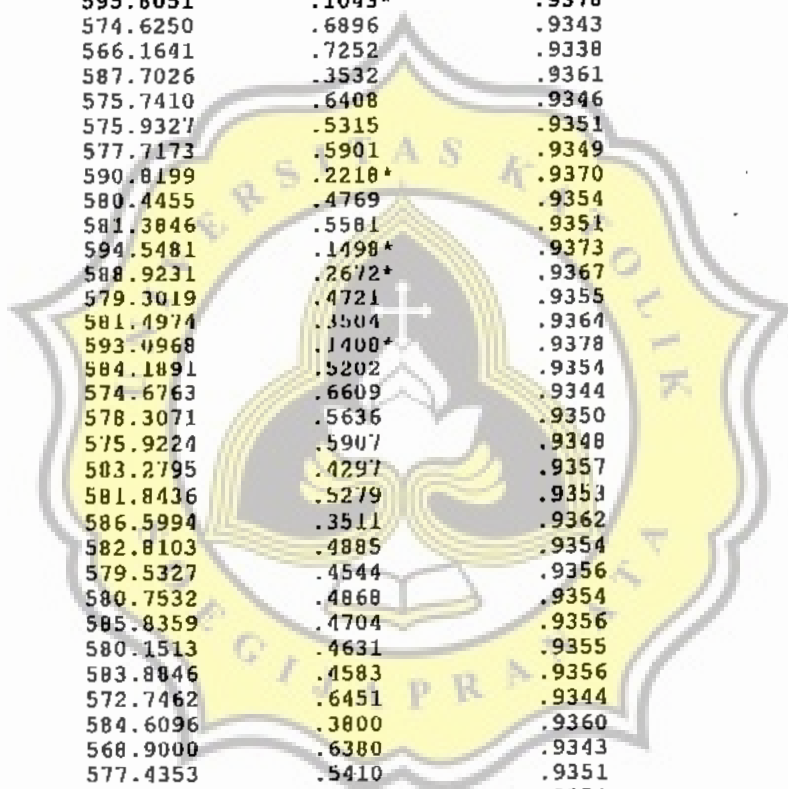 595.8051 .1043* .9378
574.6250 .6896 .9343
566.1641 .7252 .9338
587.7026 .3532 .9361
575.7410 .6408 .9346
575.9327 .5315 .9351
577.7173 .5901 .9349
590.8199 .2218* .9370
580.4455 .4769 .9354
581.3846 .5581 .9351
594.5481 .1498* .9373
588.9231 .2672* .9367
579.3019 .4721 .9355
581.4974 .3504 .9364
593.0968 .1408* .9378
584.1891 .5202 .9354
574.6763 .6609 .9344
578.3071 .5636 .9350
575.9224 .5907 .9348
583.2795 .4297 .9357
581.8436 .5279 .9353
586.5994 .3511 .9362
582.8103 .4885 .9354
579.5327 .4544 .9356
580.7532 .4868 .9354
585.8359 .4704 .9356
580.1513 .4631 .9355
583.8846 .4583 .9356
572.7462 .6451 .9344
584.6096 .3800 .9360
568.9000 .6380 .9343
577.4353 .5410 .9351